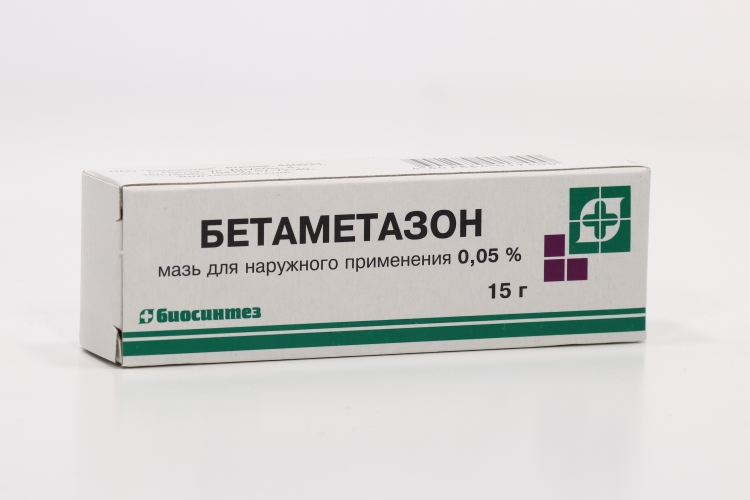 БЕТАМЕТАЗОН
мазь для наружного применения 0,05 %
15 г
биосинтез